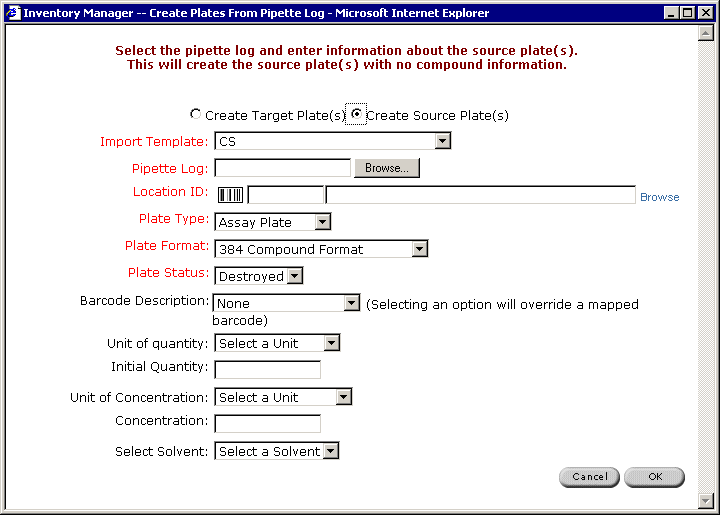 Inventory Manager -- Create Plates From Pipette Log - Microsoft Internet Explorer
Select the pipette log and enter information about the source plate(s).
This will create the source plate(s) with no compound information.
Create Target Plate(s) Create Source Plate(s)
Import Template: CS
Pipette Log: Browse...
Location ID: Browse
Plate Type: Assay Plate
Plate Format: 384 Compound Format
Plate Status: Destroyed
Barcode Description: None (Selecting an option will override a mapped
barcode)
Unit of quantity: Select a Unit
Initial Quantity:
Unit of Concentration: Select a Unit
Concentration:
Select Solvent: Select a Solvent
Cancel OK